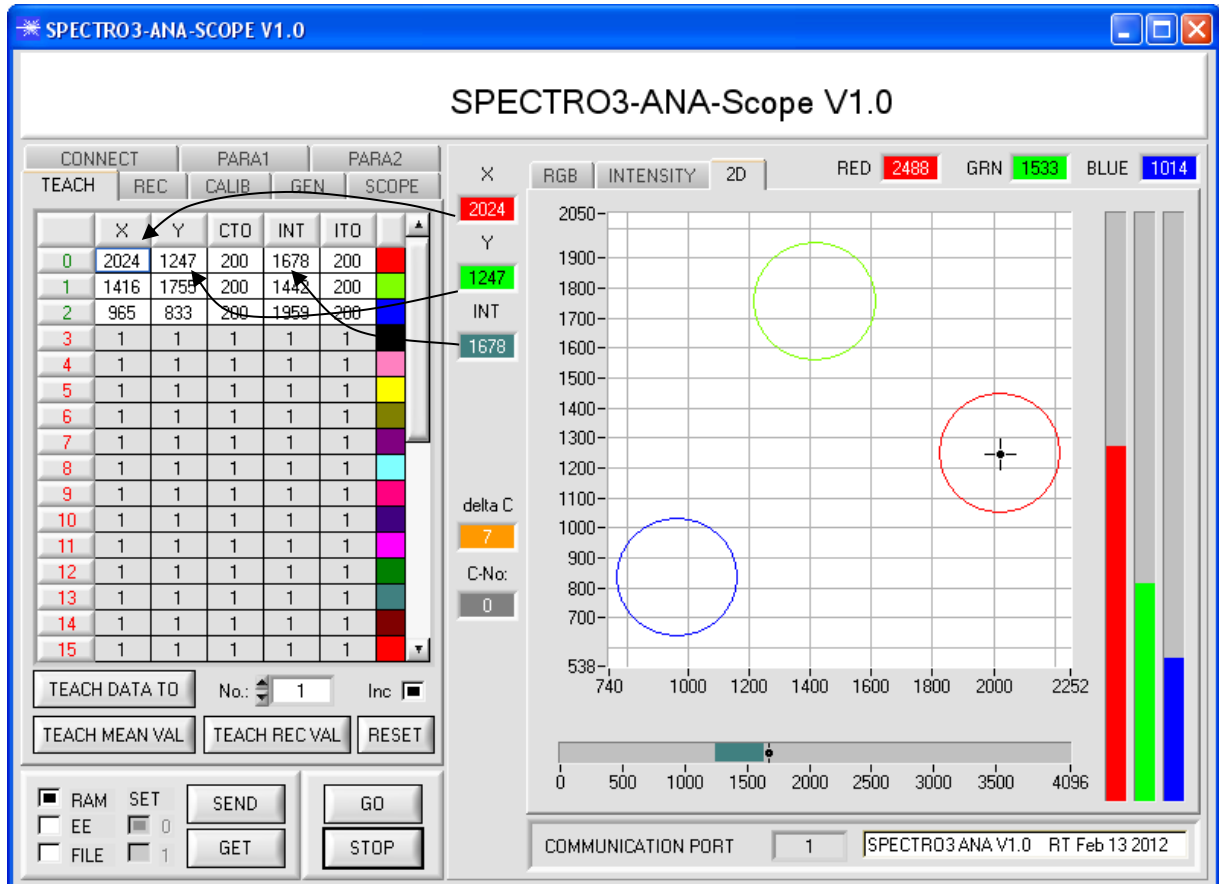 SPECTRO3-ANA-SCOPE V1.0
SPECTRO3-ANA-Scope V1.0
CONNECT PARA1 PARA2
TEACH REC CALIB GEN SCOPE
X Y CTO INT ITO
0 2024 1247 200 1678 200
1 1416 1755 200 1442 200
2 965 833 200 1959 200
3 1 1 1 1 1
4 1 1 1 1 1
5 1 1 1 1 1
6 1 1 1 1 1
7 1 1 1 1 1
8 1 1 1 1 1
9 1 1 1 1 1
10 1 1 1 1 1
11 1 1 1 1 1
12 1 1 1 1 1
13 1 1 1 1 1
14 1 1 1 1 1
15 1 1 1 1 1
TEACH DATA TO No.: 1 Inc
TEACH MEAN VAL TEACH REC VAL RESET
RAM SET SEND GO
EE 0
FILE 1 GET STOP
X
2024
Y
1247
INT
1678
delta C
7
C-No:
0
RGB INTENSITY 2D RED 2488 GRN 1533 BLUE 1014
2050
1900
1800
1700
1600
1500
1400
1300
1200
1100
1000
900
800
700
538
740 1000 1200 1400 1600 1800 2000 2252
0 500 1000 1500 2000 2500 3000 3500 4096
COMMUNICATION PORT 1 SPECTRO3 ANA V1.0 RT Feb 13 2012